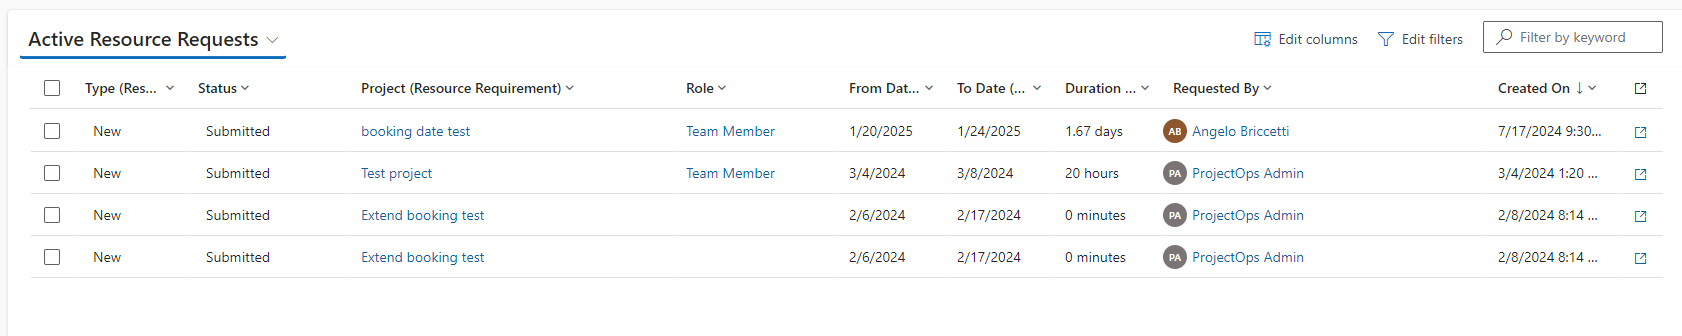 Active Resource Requests
Edit columns Edit filters Filter by keyword
Type (Res... Status Project (Resource Requirement) Role From Dat... To Date (... Duration ... Requested By Created On
New Submitted booking date test Team Member 1/20/2025 1/24/2025 1.67 days AB Angelo Briccetti 7/17/2024 9:30...
New Submitted Test project Team Member 3/4/2024 3/8/2024 20 hours PA ProjectOps Admin 3/4/2024 1:20 ...
New Submitted Extend booking test 2/6/2024 2/17/2024 0 minutes PA ProjectOps Admin 2/8/2024 8:14 ...
New Submitted Extend booking test 2/6/2024 2/17/2024 0 minutes PA ProjectOps Admin 2/8/2024 8:14 ...